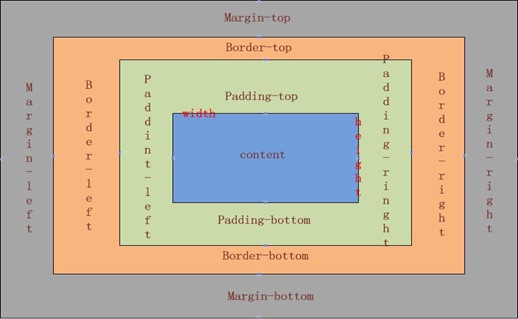 Margin-top
Border-top
Padding-top
width
Margin-left
Border-left
Paddint-left
content
height
Padding-ringht
Border-right
Margin-right
Padding-bottom
Border-bottom
Margin-bottom